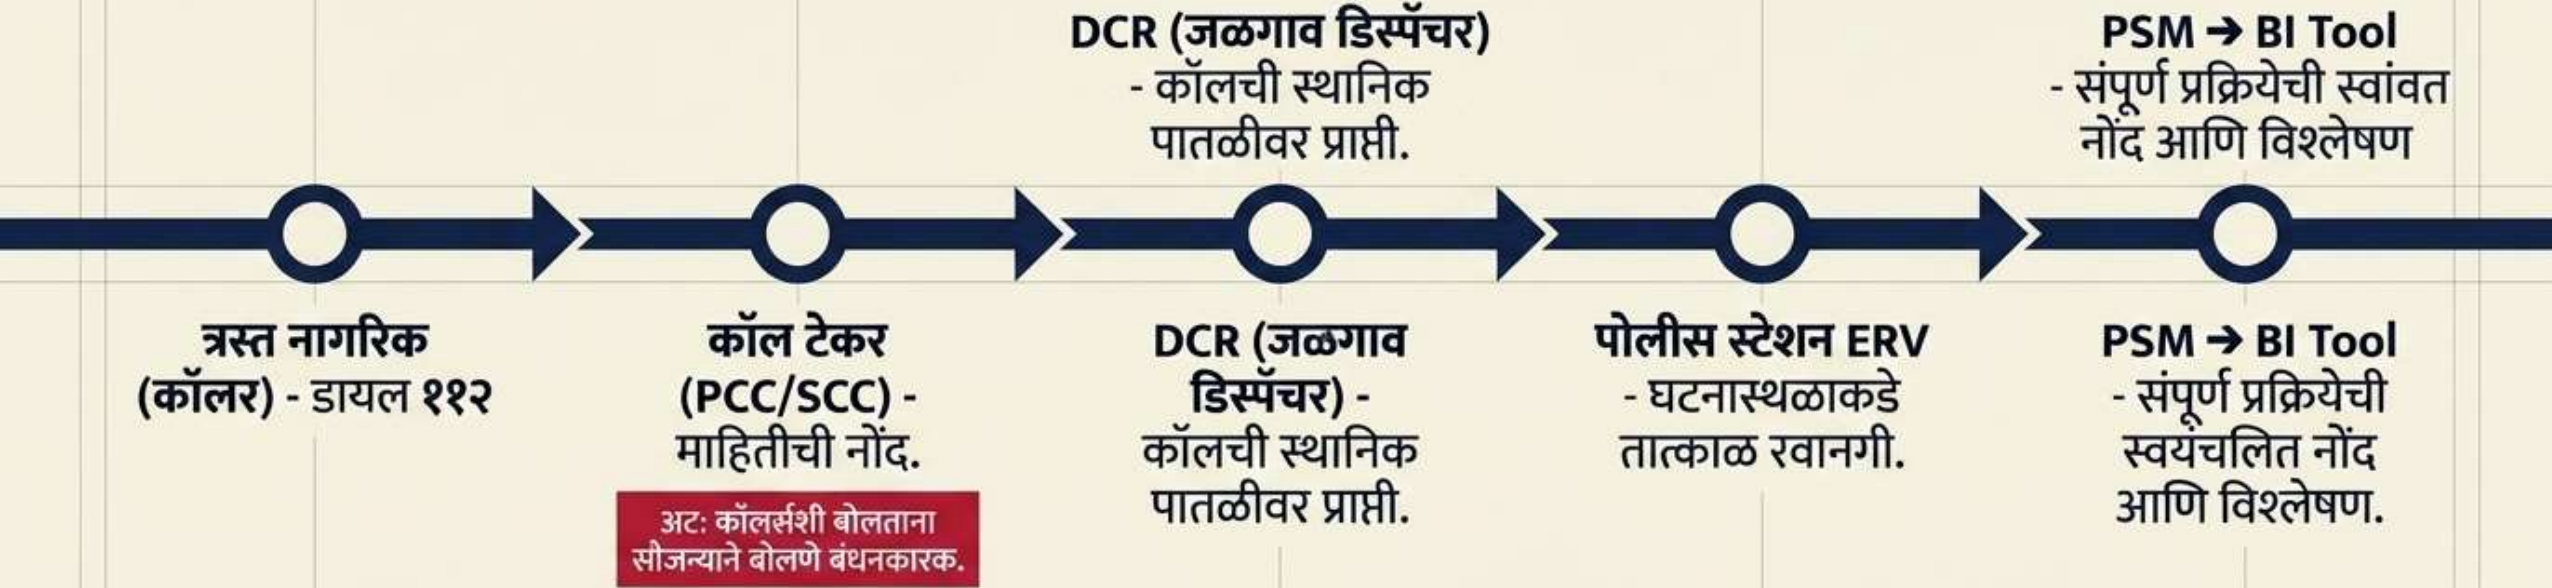 DCR (जळगाव डिस्पॅचर)
- कॉलची स्थानिक
पातळीवर प्राप्ती.
PSM → BI Tool
- संपूर्ण प्रक्रियेची स्वांवत
नोंद आणि विश्लेषण
त्रस्त नागरिक
(कॉलर) - डायल ११२
कॉल टेकर
(PCC/SCC) -
माहितीची नोंद.
अट: कॉलर्सशी बोलताना
सीजन्याने बोलणे बंधनकारक.
DCR (जळगाव
डिस्पॅचर) -
कॉलची स्थानिक
पातळीवर प्राप्ती.
पोलीस स्टेशन ERV
- घटनास्थळाकडे
तात्काळ रवानगी.
PSM → BI Tool
- संपूर्ण प्रक्रियेची
स्वयंचलित नोंद
आणि विश्लेषण.